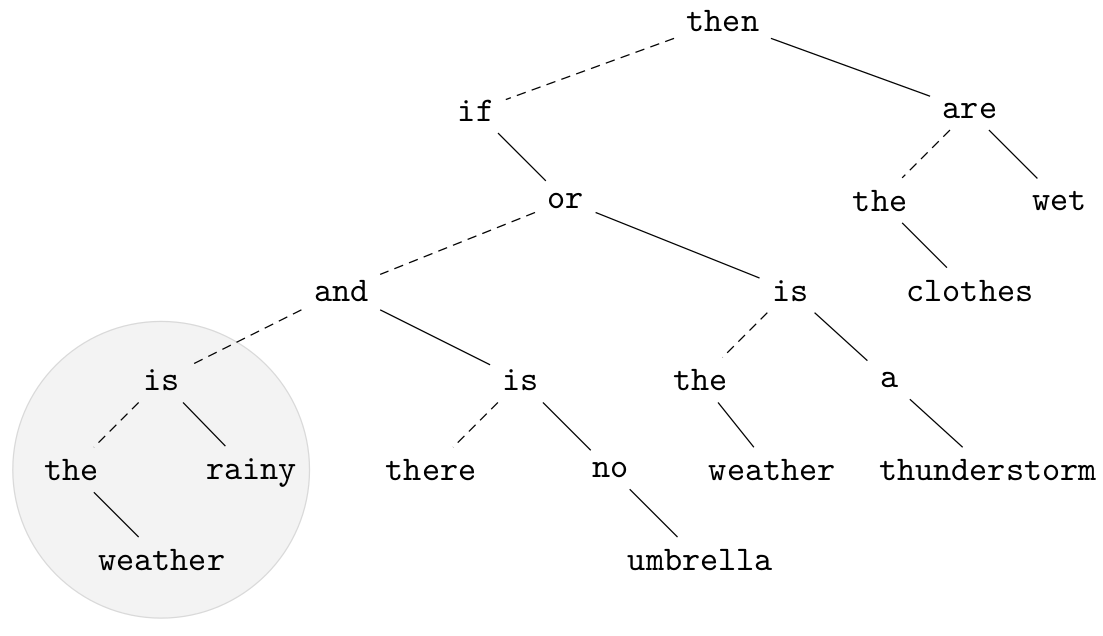 then
if are
or the wet
and is clothes
is is the a
the rainy there no weather thunderstorm
weather umbrella